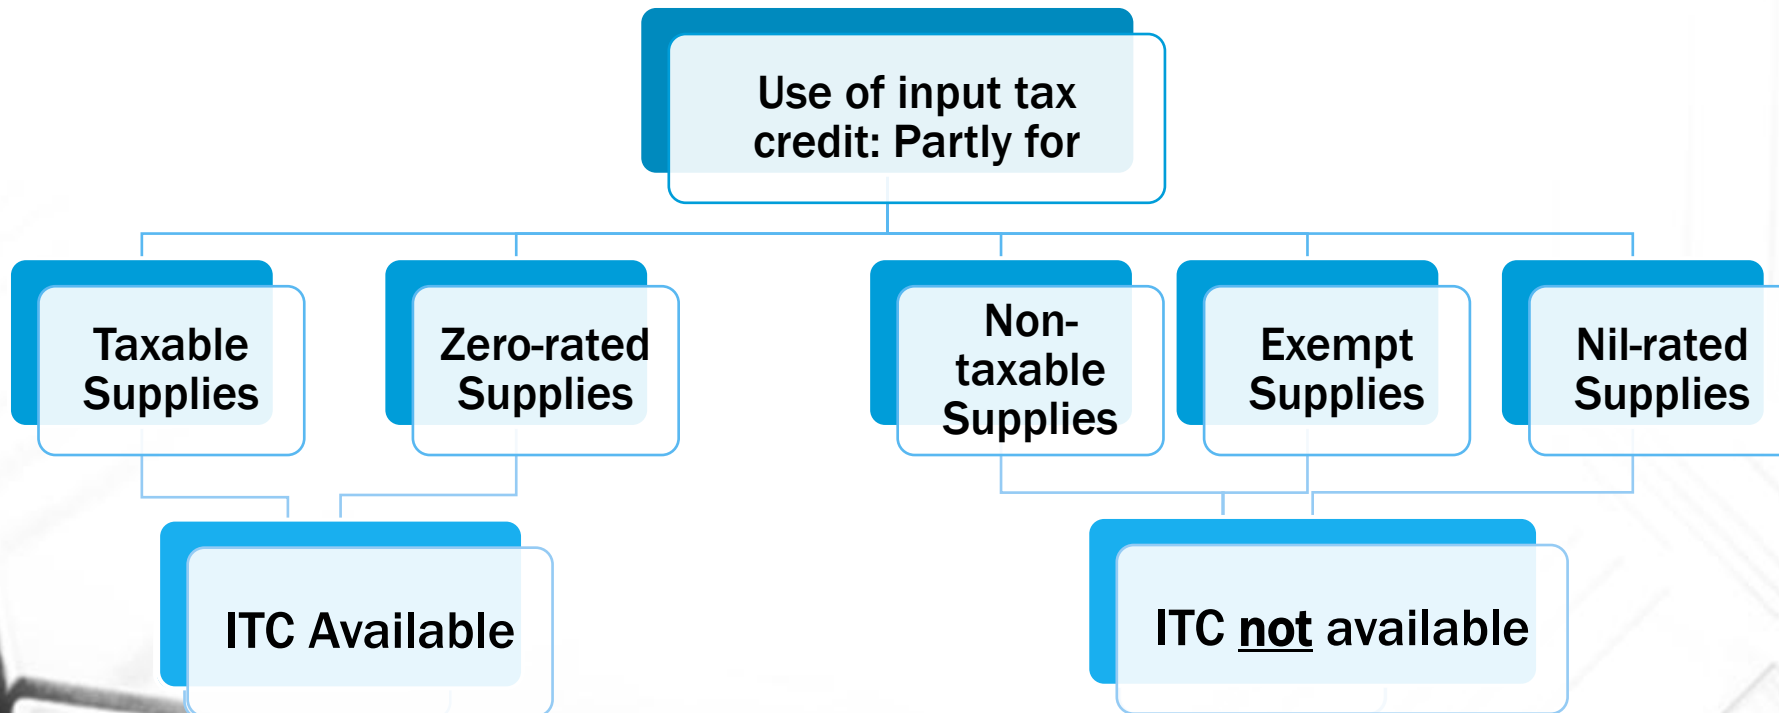 Use of input tax
credit: Partly for
Taxable
Supplies
Zero-rated
Supplies
Non-
taxable
Supplies
Exempt
Supplies
Nil-rated
Supplies
ITC Available
ITC not available